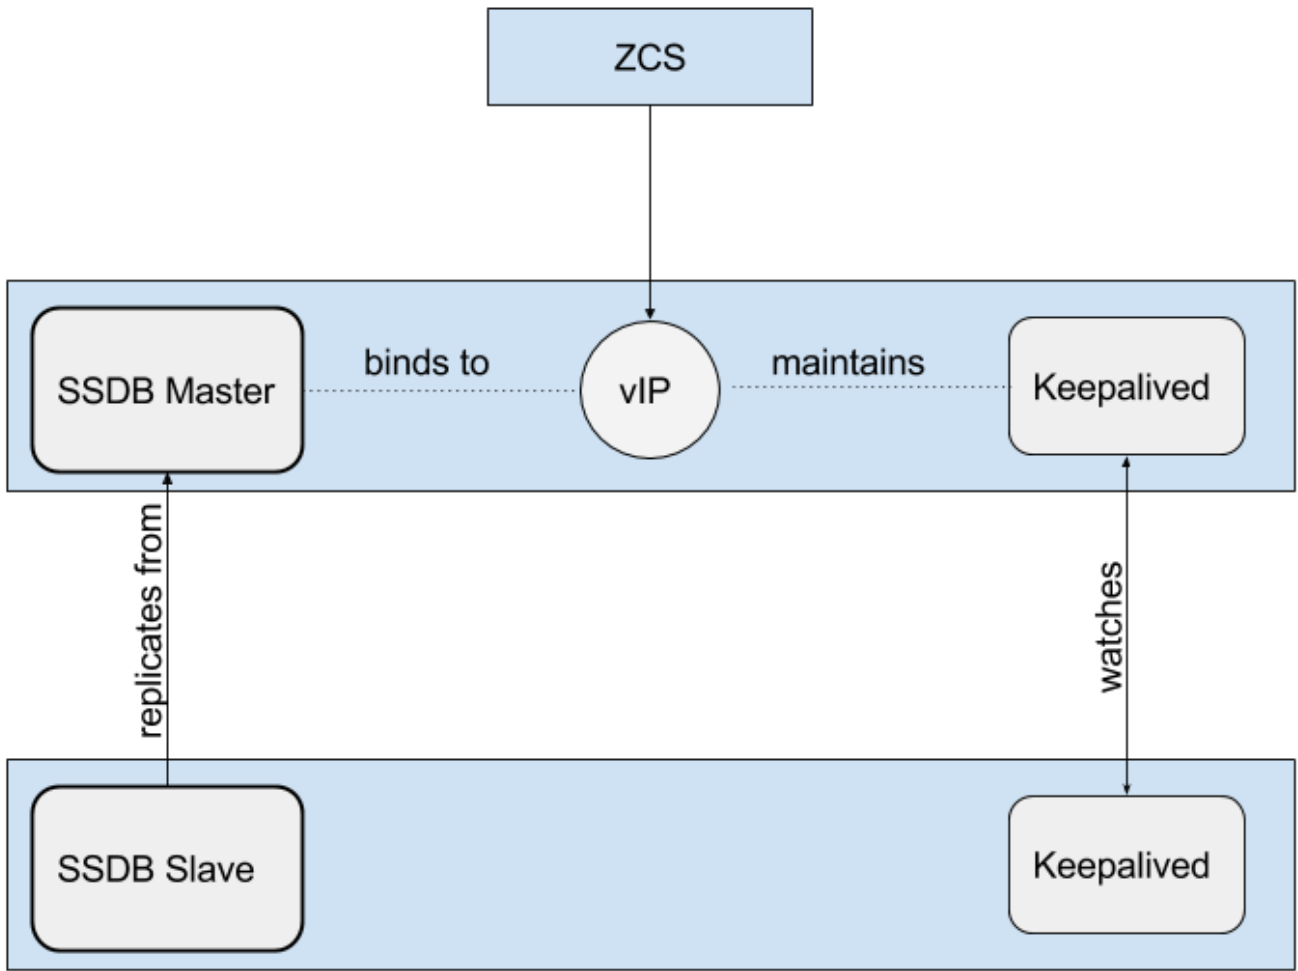 ZCS
SSDB Master
binds to
vIP
maintains
Keepalived
replicates from
watches
SSDB Slave
Keepalived